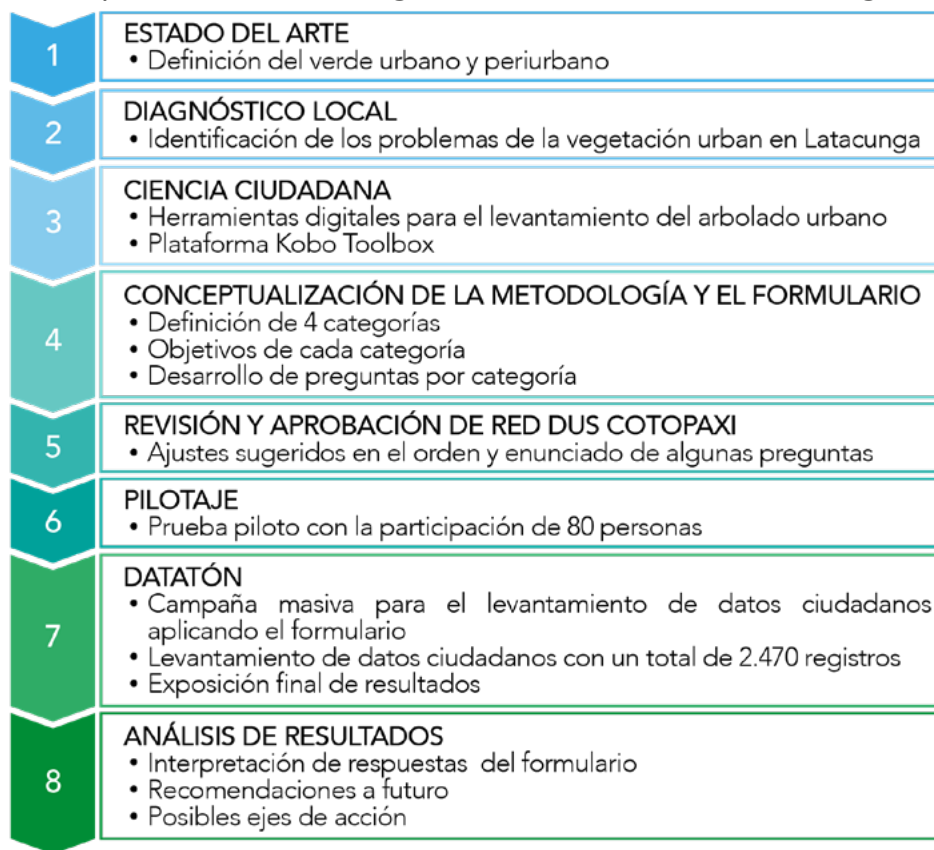 1
ESTADO DEL ARTE
• Definición del verde urbano y periurbano
2
DIAGNÓSTICO LOCAL
• Identificación de los problemas de la vegetación urban en Latacunga
3
CIENCIA CIUDADANA
• Herramientas digitales para el levantamiento del arbolado urbano
• Plataforma Kobo Toolbox
4
CONCEPTUALIZACIÓN DE LA METODOLOGÍA Y EL FORMULARIO
• Definición de 4 categorías
• Objetivos de cada categoría
• Desarrollo de preguntas por categoría
5
REVISIÓN Y APROBACIÓN DE RED DUS COTOPAXI
• Ajustes sugeridos en el orden y enunciado de algunas preguntas
6
PILOTAJE
• Prueba piloto con la participación de 80 personas
7
DATATÓN
• Campaña masiva para el levantamiento de datos ciudadanos
aplicando el formulario
• Levantamiento de datos ciudadanos con un total de 2.470 registros
• Exposición final de resultados
8
ANÁLISIS DE RESULTADOS
• Interpretación de respuestas del formulario
• Recomendaciones a futuro
• Posibles ejes de acción